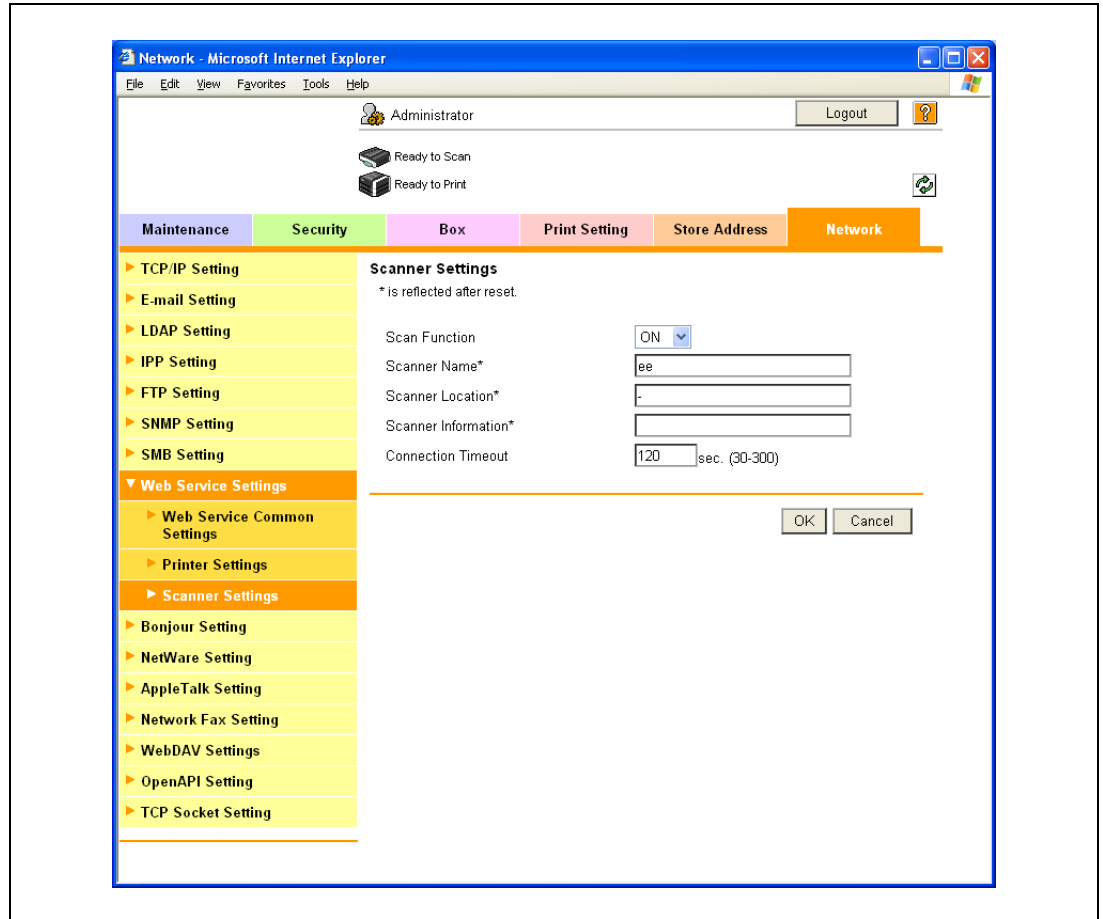 Network - Microsoft Internet Explorer
File Edit View Favorites Tools Help
Administrator
Logout
?
Ready to Scan
Ready to Print
Maintenance Security Box Print Setting Store Address Network
TCP/IP Setting
E-mail Setting
LDAP Setting
IPP Setting
FTP Setting
SNMP Setting
SMB Setting
Web Service Settings
Web Service Common
Settings
Printer Settings
Scanner Settings
Bonjour Setting
NetWare Setting
AppleTalk Setting
Network Fax Setting
WebDAV Settings
OpenAPI Setting
TCP Socket Setting
Scanner Settings
* is reflected after reset.
Scan Function ON
Scanner Name* ee
Scanner Location* -
Scanner Information*
Connection Timeout 120 sec. (30-300)
OK Cancel